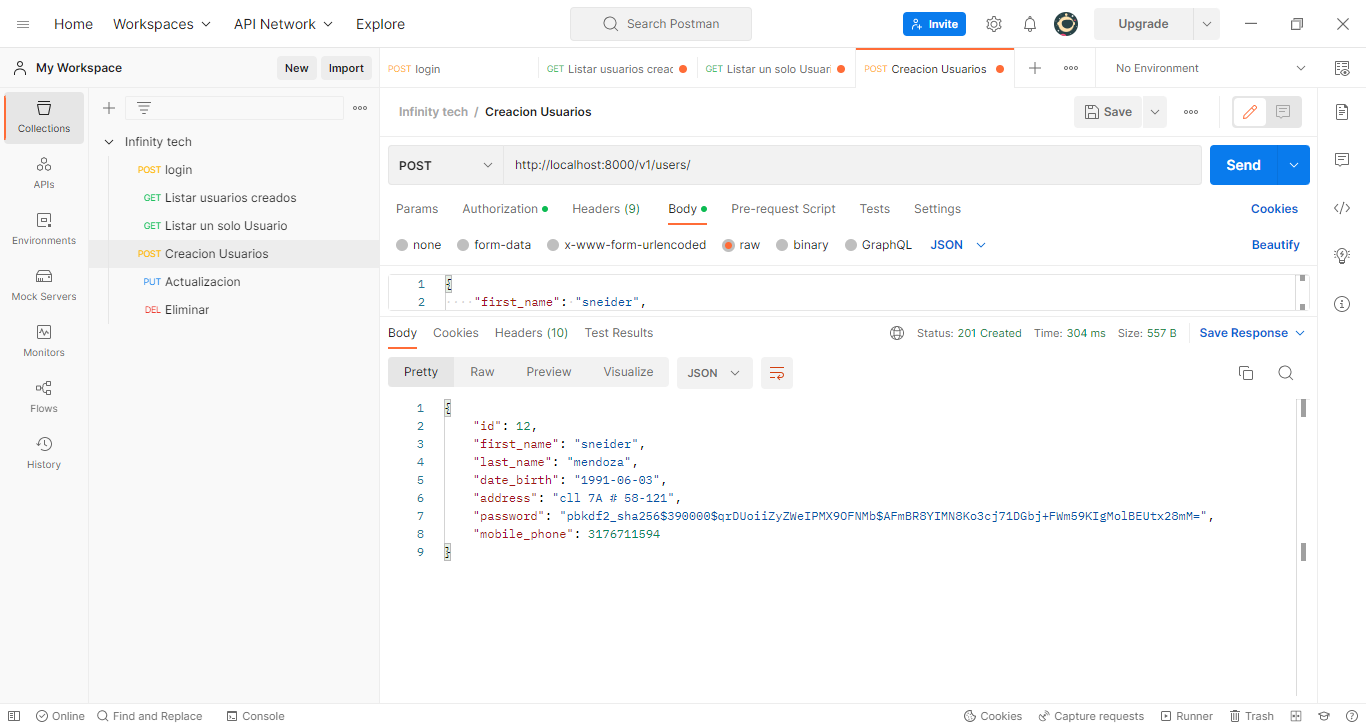 Home Workspaces API Network Explore Search Postman Invite Upgrade
My Workspace New Import POST login GET Listar usuarios creac GET Listar un solo Usuari POST Creacion Usuarios No Environment
Collections
APIs
Environments
Mock Servers
Monitors
Flows
History
Infinity tech
POST login
GET Listar usuarios creados
GET Listar un solo Usuario
POST Creacion Usuarios
PUT Actualizacion
DEL Eliminar
Infinity tech / Creacion Usuarios Save
POST http://localhost:8000/v1/users/ Send
Params Authorization Headers (9) Body Pre-request Script Tests Settings Cookies
none form-data x-www-form-urlencoded raw binary GraphQL JSON Beautify
1 {
2 "first_name": "sneider",
Body Cookies Headers (10) Test Results Status: 201 Created Time: 304 ms Size: 557 B Save Response
Pretty Raw Preview Visualize JSON
1 {
2 "id": 12,
3 "first_name": "sneider",
4 "last_name": "mendoza",
5 "date_birth": "1991-06-03",
6 "address": "cll 7A # 58-121",
7 "password": "pbkdf2_sha256$390000$qrDUoiiZyZWeIPMX9OFNMb$AFmBR8YIMN8Ko3cj71DGbj+FWm59KIgMolBEUtx28mM=",
8 "mobile_phone": 3176711594
9 }
Online Find and Replace Console Cookies Capture requests Runner Trash